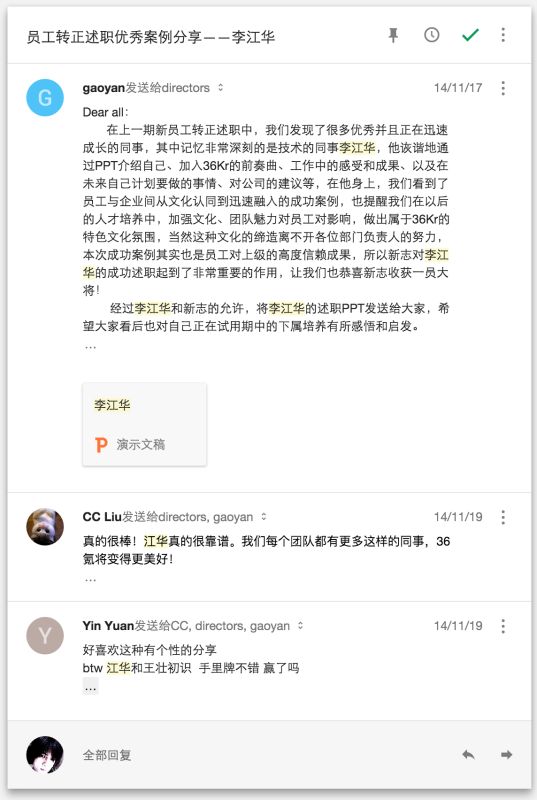 员工转正述职优秀案例分享——李江华
G
gaoyan发送给directors
14/11/17
Dear all：
在上一期新员工转正述职中，我们发现了很多优秀并且正在迅速
成长的同事，其中记忆非常深刻的是技术的同事李江华，他诙谐地通
过PPT介绍自己、加入36Kr的前奏曲、工作中的感受和成果、以及在
未来自己计划要做的事情、对公司的建议等，在他身上，我们看到了
员工与企业间从文化认同到迅速融入的成功案例，也提醒我们在以后
的人才培养中，加强文化、团队魅力对员工对影响，做出属于36Kr的
特色文化氛围，当然这种文化的缔造离不开各位部门负责人的努力，
本次成功案例其实也是员工对上级的高度信赖成果，所以新志对李江
华的成功述职起到了非常重要的作用，让我们也恭喜新志收获一员大
将！
经过李江华和新志的允许，将李江华的述职PPT发送给大家，希
望大家看后也对自己正在试用期中的下属培养有所感悟和启发。
...
李江华
P 演示文稿
CC Liu发送给directors, gaoyan
14/11/19
真的很棒！江华真的很靠谱。我们每个团队都有更多这样的同事，36
氪将变得更美好！
...
Y
Yin Yuan发送给CC, directors, gaoyan
14/11/19
好喜欢这种有个性的分享
btw 江华和王壮初识 手里牌不错 赢了吗
...
全部回复